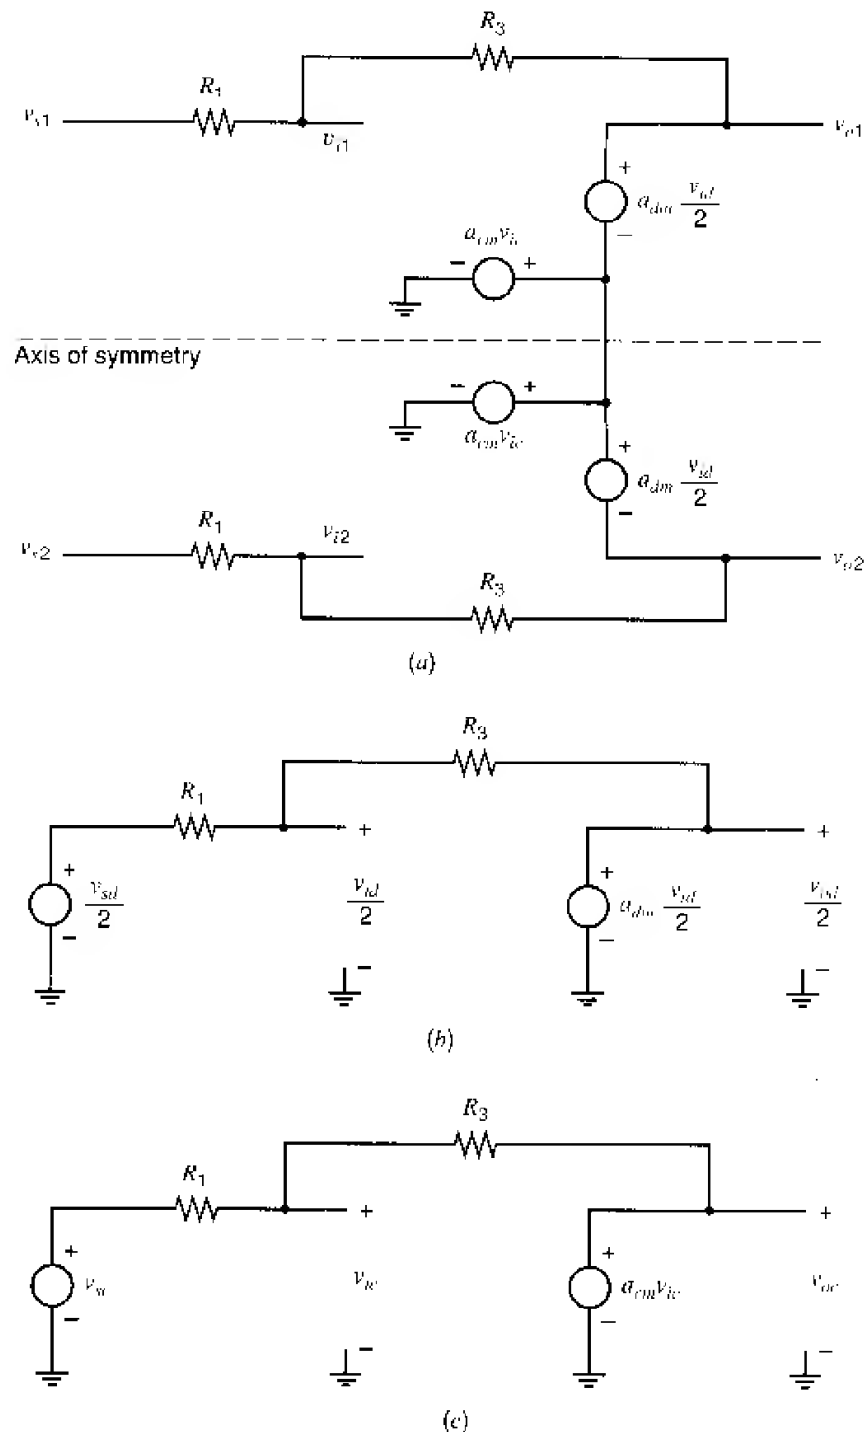 R3
R1
vs1
vi1
vo1
+
adm vid/2
−
acm vic
− +
Axis of symmetry
− +
acm vic
+
adm vid/2
−
R1
vi2
vs2
vo2
R3
(a)
R3
R1
+ +
+ +
vsd/2
vid/2
adm vid/2
vod/2
− −
− −
(b)
R3
R1
+ +
+ +
vsc
vic
acm vic
voc
− −
− −
(c)